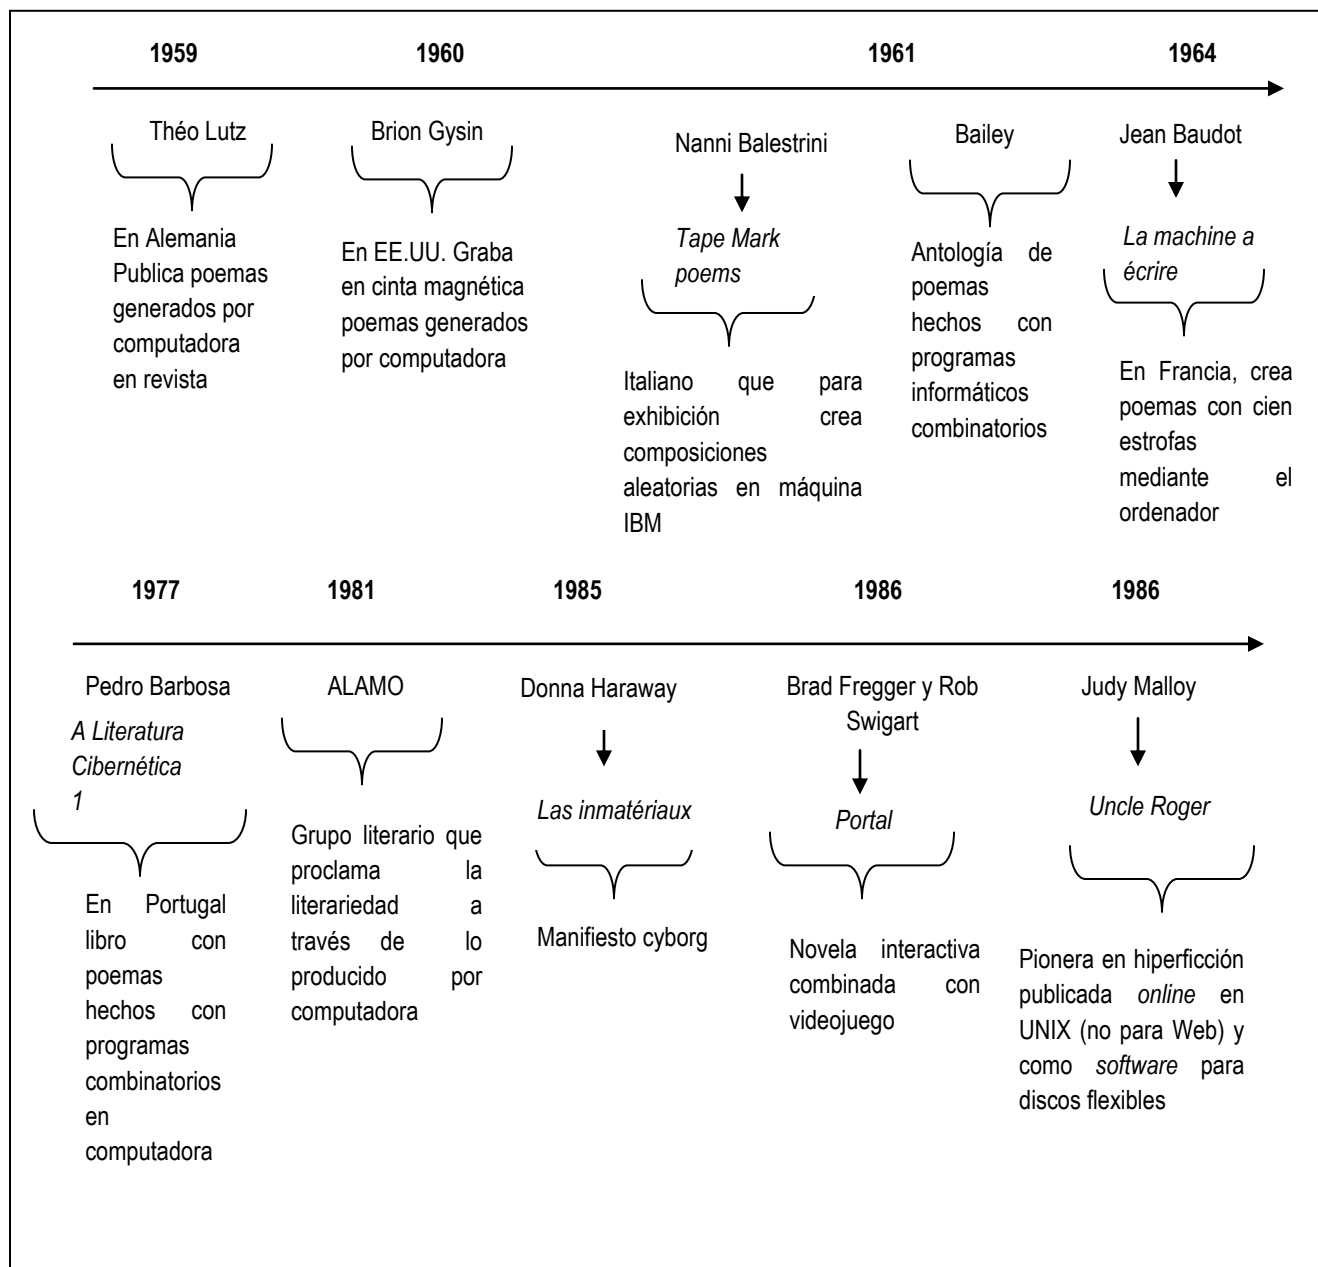 1959
1960
1961
1964
Théo Lutz
En Alemania
Publica poemas
generados por
computadora
en revista
Brion Gysin
En EE.UU. Graba
en cinta magnética
poemas generados
por computadora
Nanni Balestrini
Tape Mark
poems
Italiano que para
exhibición crea
composiciones
aleatorias en máquina
IBM
Bailey
Antología de
poemas
hechos con
programas
informáticos
combinatorios
Jean Baudot
La machine a
écrire
En Francia, crea
poemas con cien
estrofas
mediante el
ordenador
1977
1981
1985
1986
1986
Pedro Barbosa
A Literatura
Cibernética
1
En Portugal
libro con
poemas
hechos con
programas
combinatorios
en
computadora
ALAMO
Grupo literario que
proclama la
literariedad a
través de lo
producido por
computadora
Donna Haraway
Las inmatériaux
Manifiesto cyborg
Brad Fregger y Rob
Swigart
Portal
Novela interactiva
combinada con
videojuego
Judy Malloy
Uncle Roger
Pionera en hiperficción
publicada online en
UNIX (no para Web) y
como software para
discos flexibles